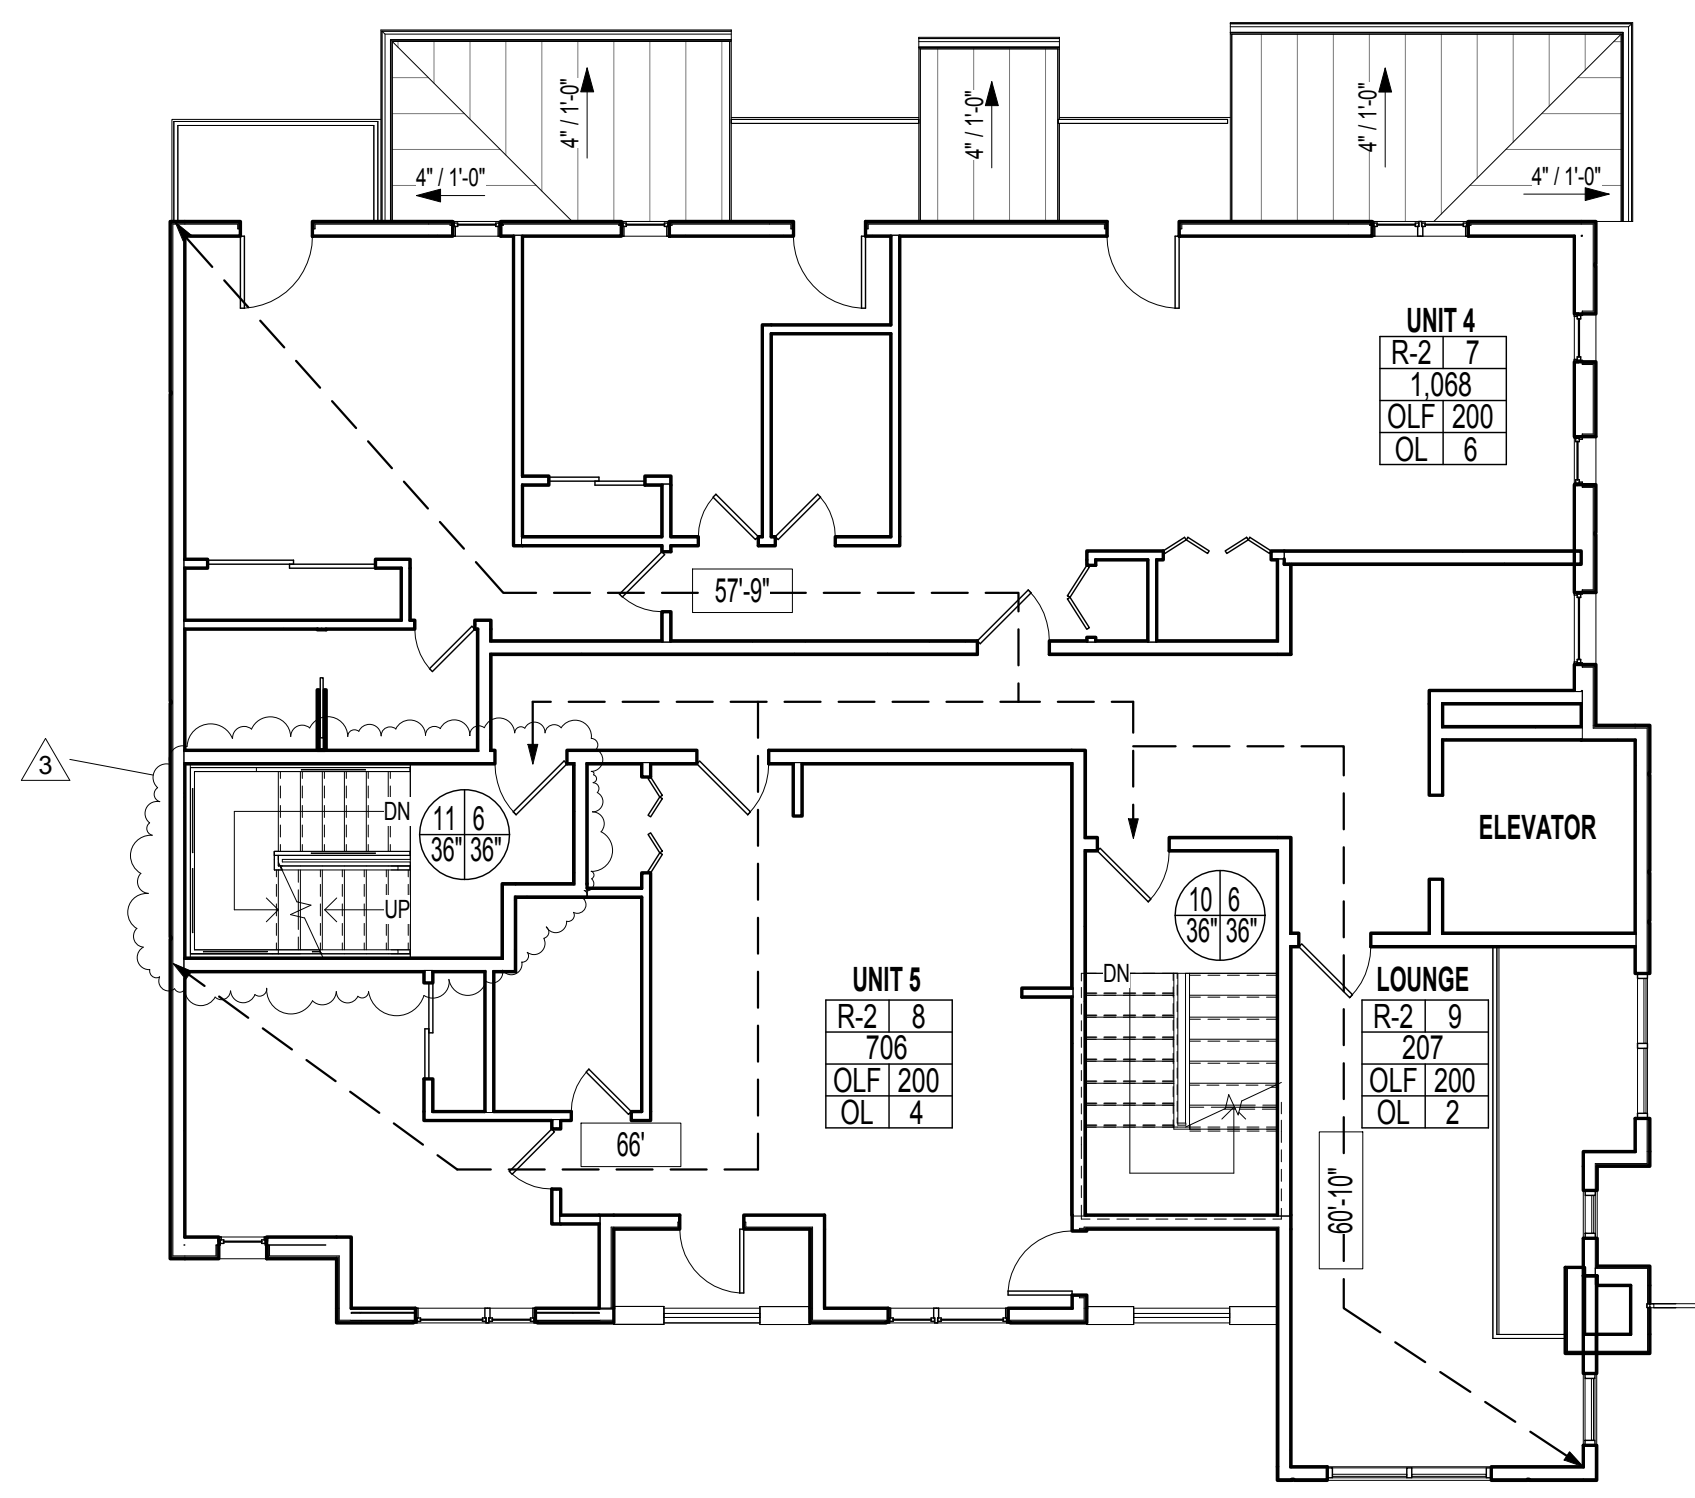 4" / 1'-0"
4" / 1'-0"
4" / 1'-0"
4" / 1'-0"
4" / 1'-0"
UNIT 4
R-2 7
1,068
OLF 200
OL 6
57'-9"
3
DN
11 6
36" 36"
UP
ELEVATOR
10 6
36" 36"
DN
UNIT 5
R-2 8
706
OLF 200
OL 4
LOUNGE
R-2 9
207
OLF 200
OL 2
66'
60'-10"